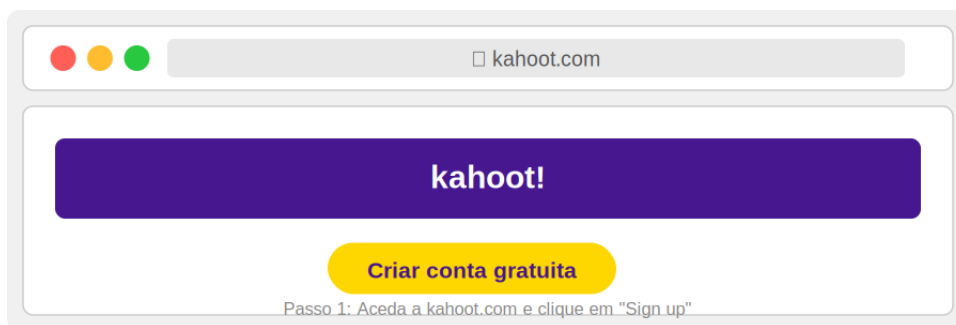 kahoot.com
kahoot!
Criar conta gratuita
Passo 1: Aceda a kahoot.com e clique em "Sign up"